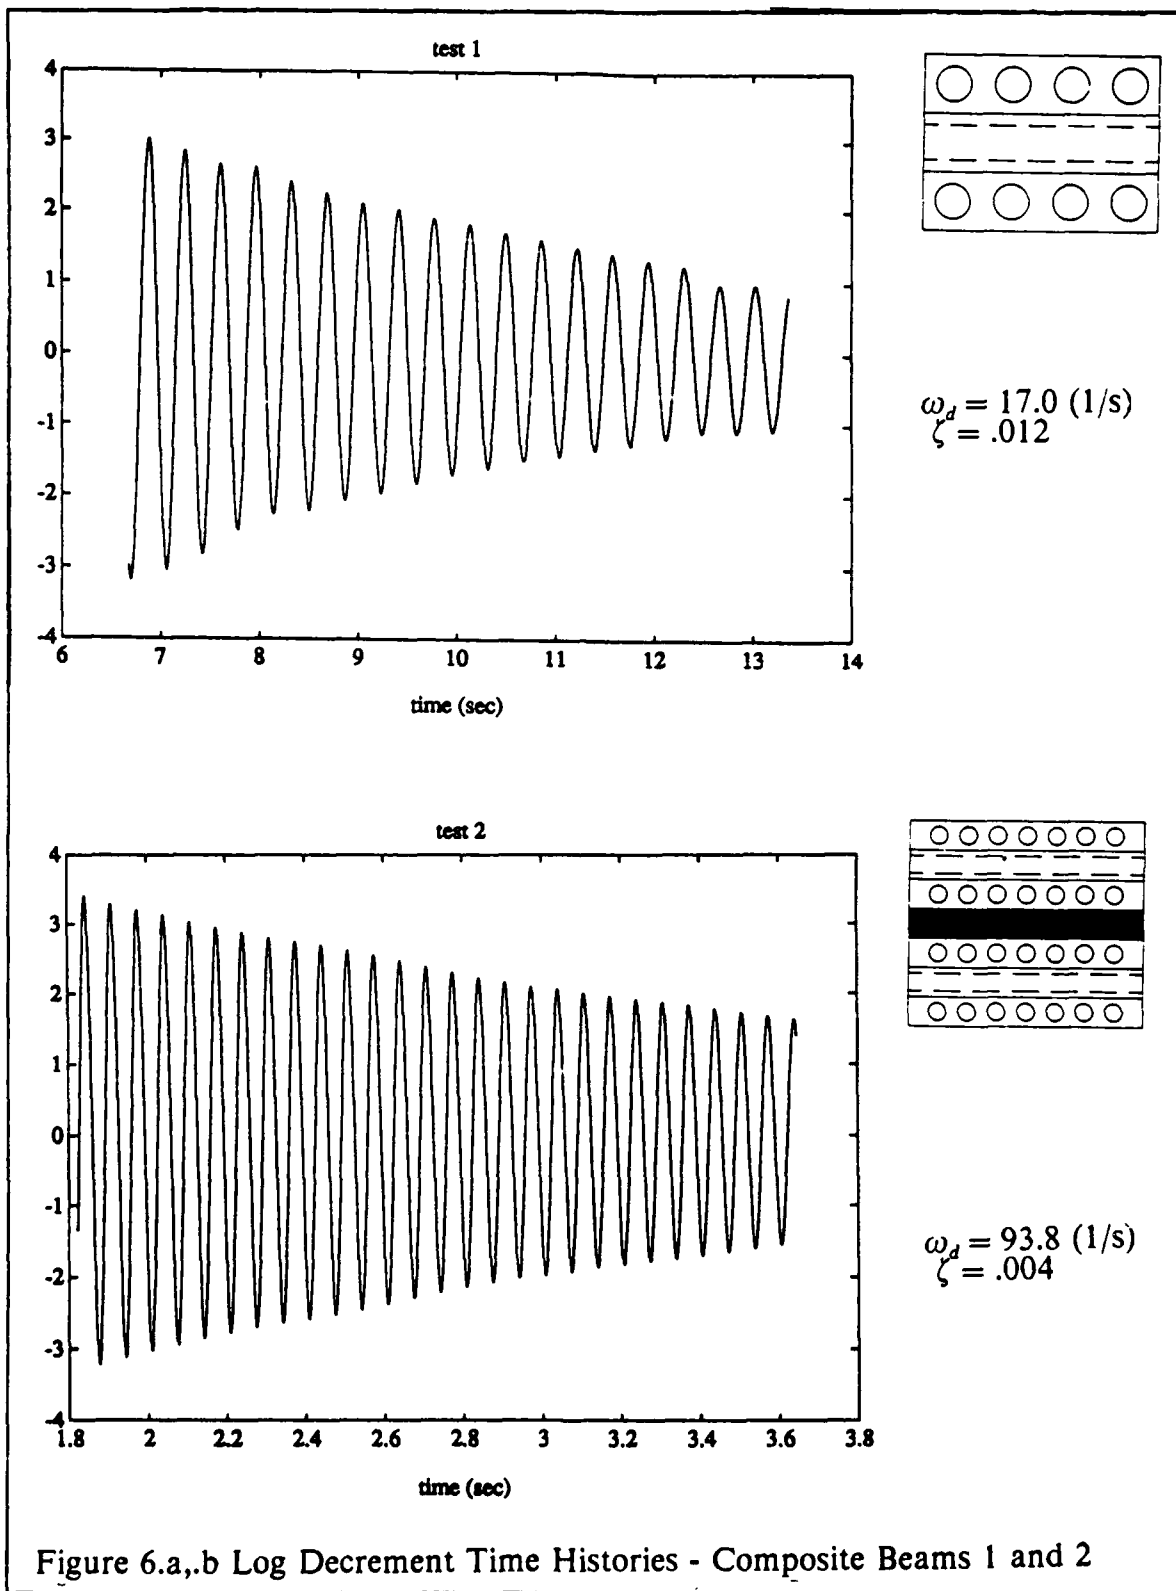 test 1
4
3
2
1
0
-1
-2
-3
-4
6 7 8 9 10 11 12 13 14
time (sec)
ω_d = 17.0 (1/s)
ζ = .012
test 2
4
3
2
1
0
-1
-2
-3
-4
1.8 2 2.2 2.4 2.6 2.8 3 3.2 3.4 3.6 3.8
time (sec)
ω_d = 93.8 (1/s)
ζ = .004
Figure 6.a,.b Log Decrement Time Histories - Composite Beams 1 and 2